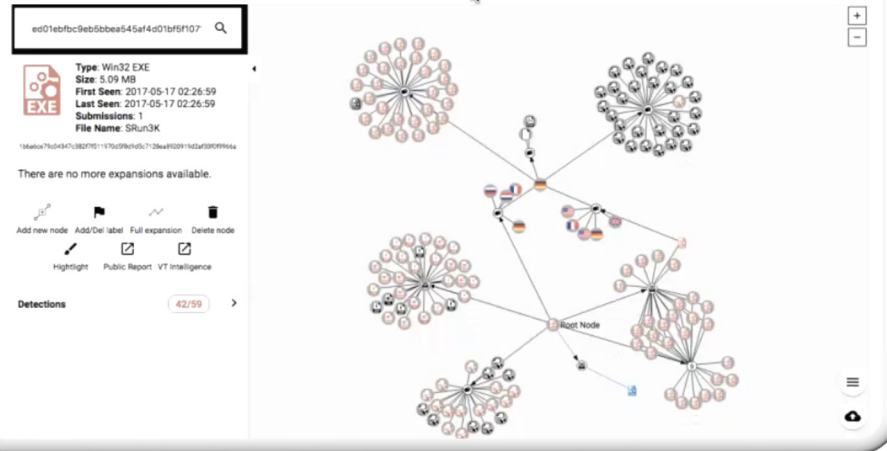 ed01ebfbc9eb5bbea545af4d01bf5f107
EXE
Type: Win32 EXE
Size: 5.09 MB
First Seen: 2017-05-17 02:26:59
Last Seen: 2017-05-17 02:26:59
Submissions: 1
File Name: SRun3K
There are no more expansions available.
Add new node Add/Del label Full expansion Delete node
Hightlight Public Report VT Intelligence
Detections 42/59
Root Node